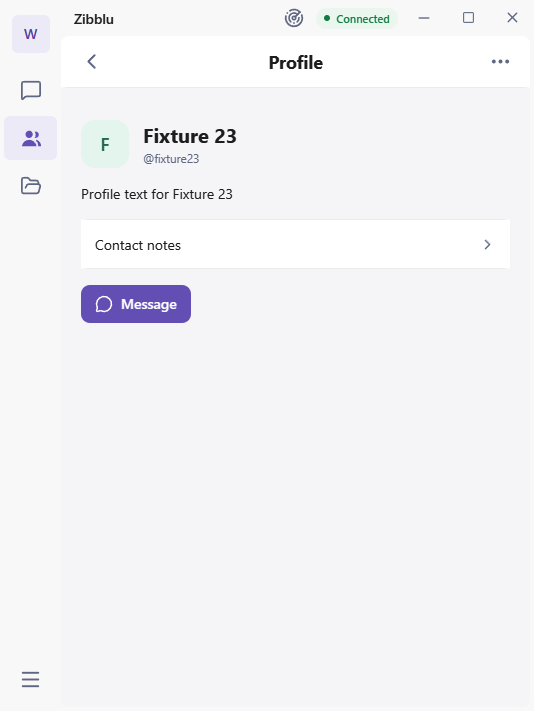 Zibblu
Connected
W
Profile
F
Fixture 23
@fixture23
Profile text for Fixture 23
Contact notes
Message